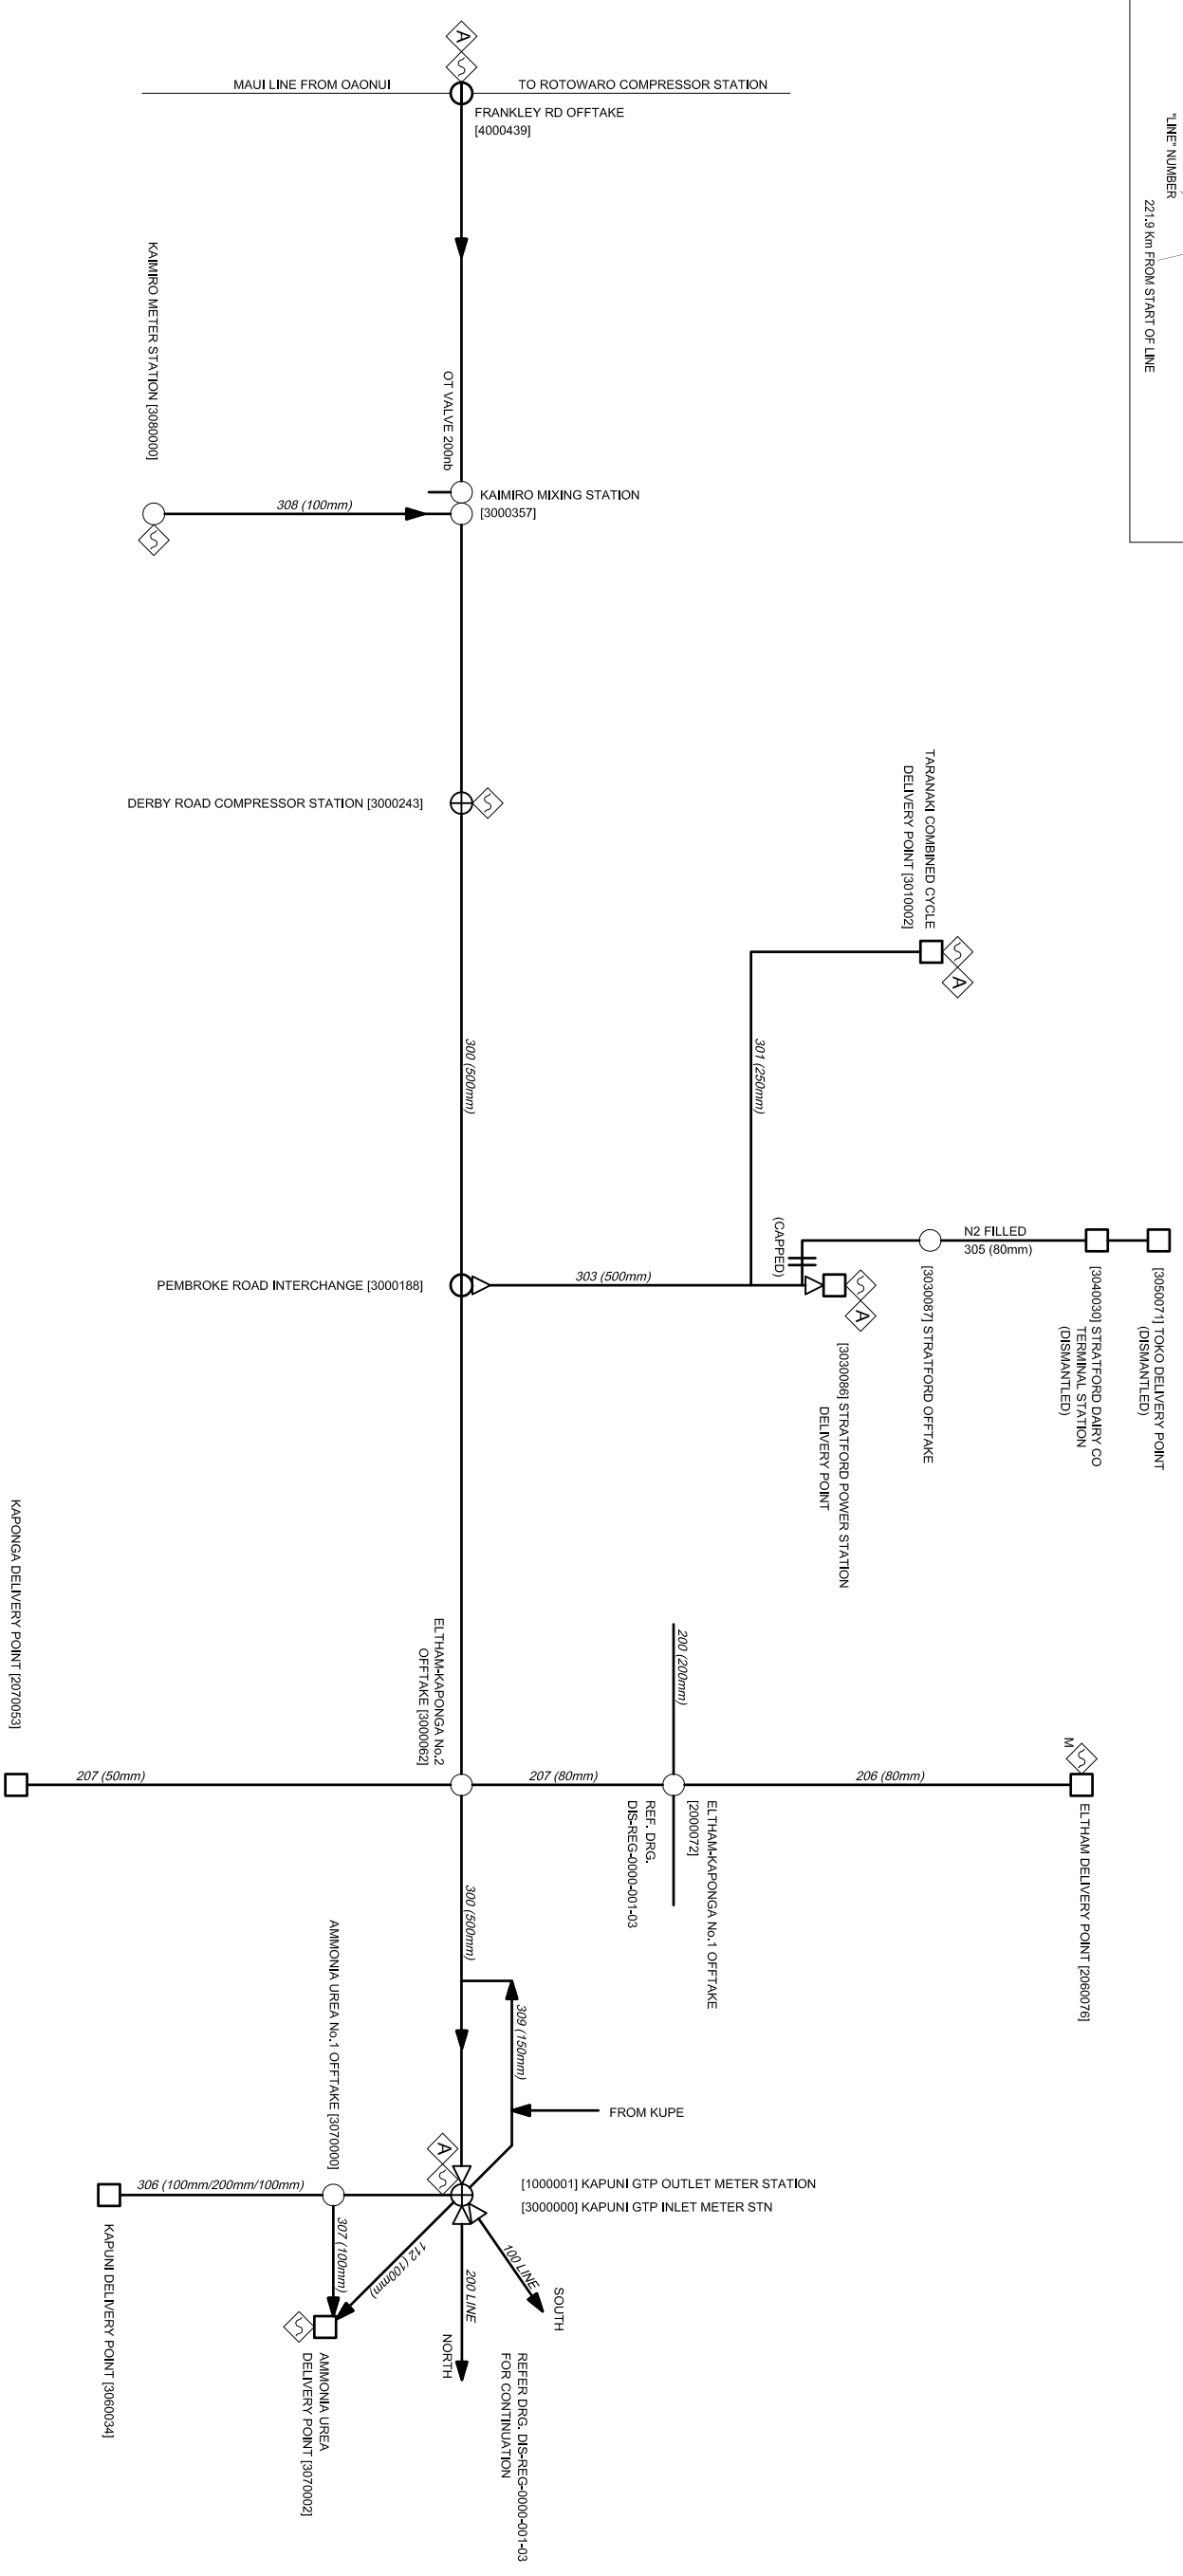 "LINE" NUMBER
221.9 Km FROM START OF LINE
A
MAUI LINE FROM OAONUI
TO ROTOWARO COMPRESSOR STATION
FRANKLEY RD OFFTAKE
[4000439]
KAIMIRO METER STATION [3080000]
OT VALVE 200nb
KAIMIRO MIXING STATION
[3000357]
308 (100mm)
DERBY ROAD COMPRESSOR STATION [3000243]
TARANAKI COMBINED CYCLE
DELIVERY POINT [3010002]
A
300 (500mm)
301 (250mm)
(CAPPED)
N2 FILLED
305 (80mm)
PEMBROKE ROAD INTERCHANGE [3000188]
303 (500mm)
A
[3050071] TOKO DELIVERY POINT
(DISMANTLED)
[3040030] STRATFORD DAIRY CO
TERMINAL STATION
(DISMANTLED)
[3030087] STRATFORD OFFTAKE
[3030086] STRATFORD POWER STATION
DELIVERY POINT
KAPONGA DELIVERY POINT [2070053]
ELTHAM-KAPONGA No.2
OFFTAKE [3000062]
200 (200mm)
M
207 (50mm)
207 (80mm)
206 (80mm)
ELTHAM DELIVERY POINT [2060076]
ELTHAM-KAPONGA No.1 OFFTAKE
[2000072]
REF. DRG.
DIS-REG-0000-001-03
300 (500mm)
309 (150mm)
AMMONIA UREA No.1 OFFTAKE [3070000]
FROM KUPE
A
306 (100mm/200mm/100mm)
[1000001] KAPUNI GTP OUTLET METER STATION
[3000000] KAPUNI GTP INLET METER STN
307 (100mm)
112 (100mm)
200 LINE
100 LINE
SOUTH
NORTH
KAPUNI DELIVERY POINT [3060034]
AMMONIA UREA
DELIVERY POINT [3070002]
REFER DRG. DIS-REG-0000-001-03
FOR CONTINUATION